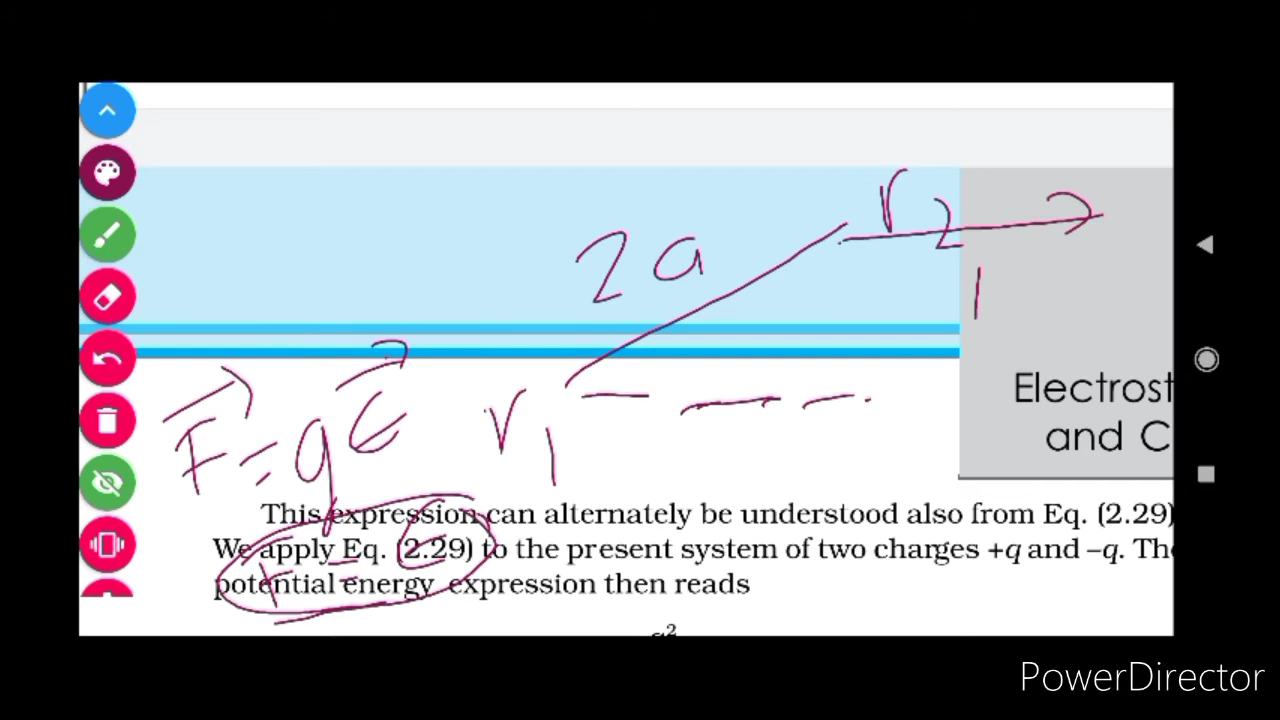 r2
2a
1
Electrost
and C
F = qE
r1
This expression can alternately be understood also from Eq. (2.29)
We apply Eq. (2.29) to the present system of two charges +q and –q. The
potential energy expression then reads
F = E
PowerDirector